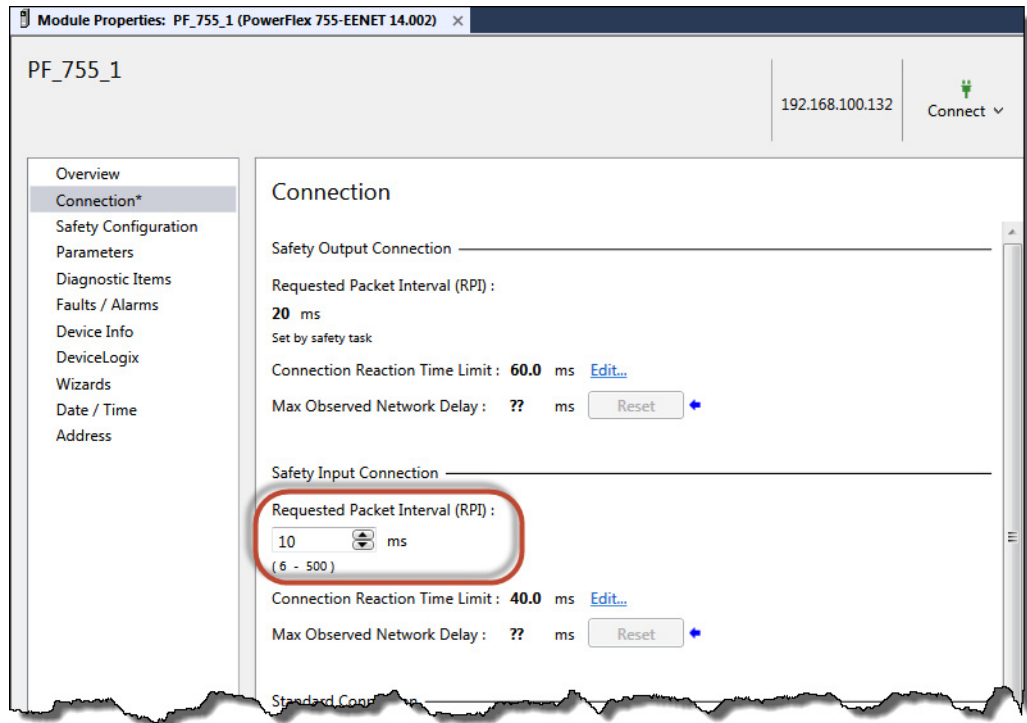 Module Properties: PF_755_1 (PowerFlex 755-EENET 14.002) ×
PF_755_1
192.168.100.132
Connect
Overview
Connection*
Safety Configuration
Parameters
Diagnostic Items
Faults / Alarms
Device Info
DeviceLogix
Wizards
Date / Time
Address
Connection
Safety Output Connection
Requested Packet Interval (RPI) :
20 ms
Set by safety task
Connection Reaction Time Limit : 60.0 ms Edit...
Max Observed Network Delay : ?? ms Reset
Safety Input Connection
Requested Packet Interval (RPI) :
10 ms
( 6 - 500 )
Connection Reaction Time Limit : 40.0 ms Edit...
Max Observed Network Delay : ?? ms Reset
Standard Connection